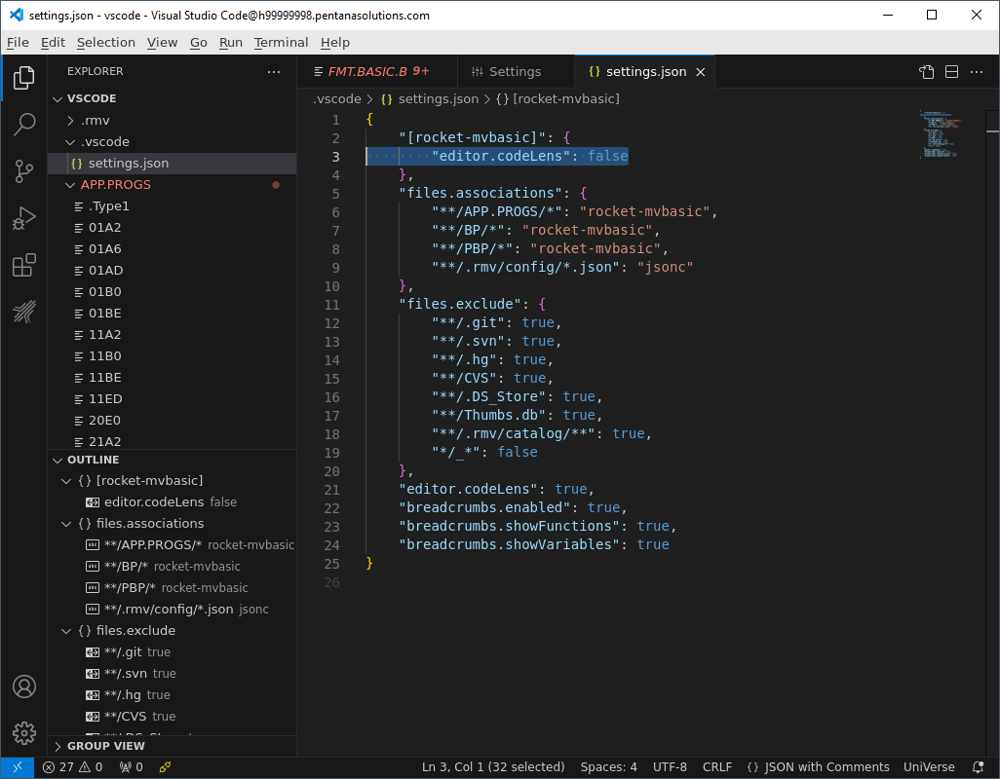 settings.json - vscode - Visual Studio Code@h99999998.pentanasolutions.com
File Edit Selection View Go Run Terminal Help
EXPLORER
FMT.BASIC.B 9+ Settings settings.json
.vscode > {} settings.json > {} [rocket-mvbasic]
VSCODE
.rmv
.vscode
{} settings.json
APP.PROGS
.Type1
01A2
01A6
01AD
01B0
01BE
11A2
11B0
11BE
11ED
20E0
21A2
OUTLINE
{} [rocket-mvbasic]
editor.codeLens false
{} files.associations
abc **/APP.PROGS/* rocket-mvbasic
abc **/BP/* rocket-mvbasic
abc **/PBP/* rocket-mvbasic
abc **/.rmv/config/*.json jsonc
{} files.exclude
**/.git true
**/.svn true
**/.hg true
**/CVS true
GROUP VIEW
1 {
2 "[rocket-mvbasic]": {
3 "editor.codeLens": false
4 },
5 "files.associations": {
6 "**/APP.PROGS/*": "rocket-mvbasic",
7 "**/BP/*": "rocket-mvbasic",
8 "**/PBP/*": "rocket-mvbasic",
9 "**/.rmv/config/*.json": "jsonc"
10 },
11 "files.exclude": {
12 "**/.git": true,
13 "**/.svn": true,
14 "**/.hg": true,
15 "**/CVS": true,
16 "**/.DS_Store": true,
17 "**/Thumbs.db": true,
18 "**/.rmv/catalog/**": true,
19 "*/_*": false
20 },
21 "editor.codeLens": true,
22 "breadcrumbs.enabled": true,
23 "breadcrumbs.showFunctions": true,
24 "breadcrumbs.showVariables": true
25 }
26
27 0 0 Ln 3, Col 1 (32 selected) Spaces: 4 UTF-8 CRLF {} JSON with Comments UniVerse